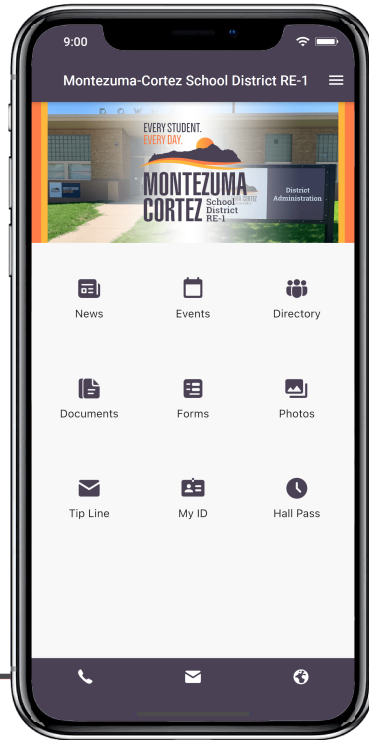 9:00
Montezuma-Cortez School District RE-1
EVERY STUDENT.
EVERY DAY.
MONTEZUMA
CORTEZ School
District
RE-1
District
Administration
News
Events
Directory
Documents
Forms
Photos
Tip Line
My ID
Hall Pass